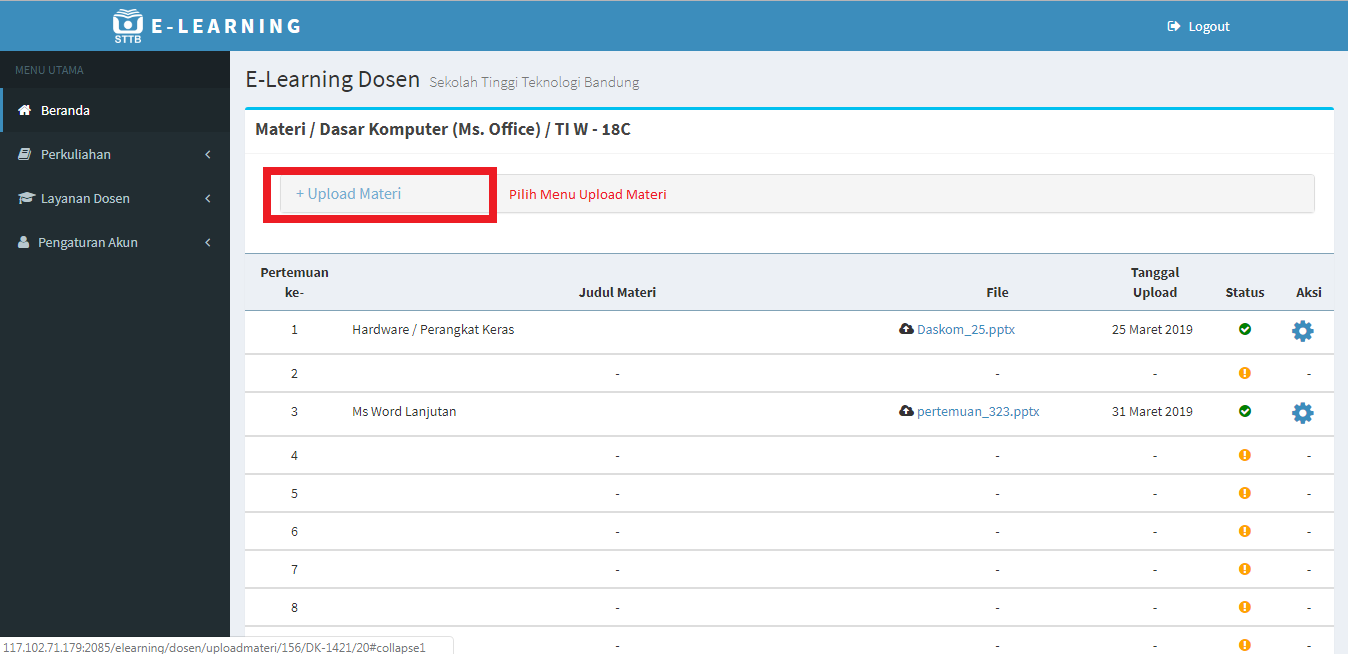 STTB E-LEARNING
Logout
MENU UTAMA
Beranda
Perkuliahan
Layanan Dosen
Pengaturan Akun
E-Learning Dosen Sekolah Tinggi Teknologi Bandung
Materi / Dasar Komputer (Ms. Office) / TI W - 18C
+ Upload Materi Pilih Menu Upload Materi
Pertemuan ke- Judul Materi File Tanggal Upload Status Aksi
1 Hardware / Perangkat Keras Daskom_25.pptx 25 Maret 2019
2 - - - -
3 Ms Word Lanjutan pertemuan_323.pptx 31 Maret 2019
4 - - - -
5 - - - -
6 - - - -
7 - - - -
8 - - - -
- - - -
117.102.71.179:2085/elearning/dosen/uploadmateri/156/DK-1421/20#collapse1